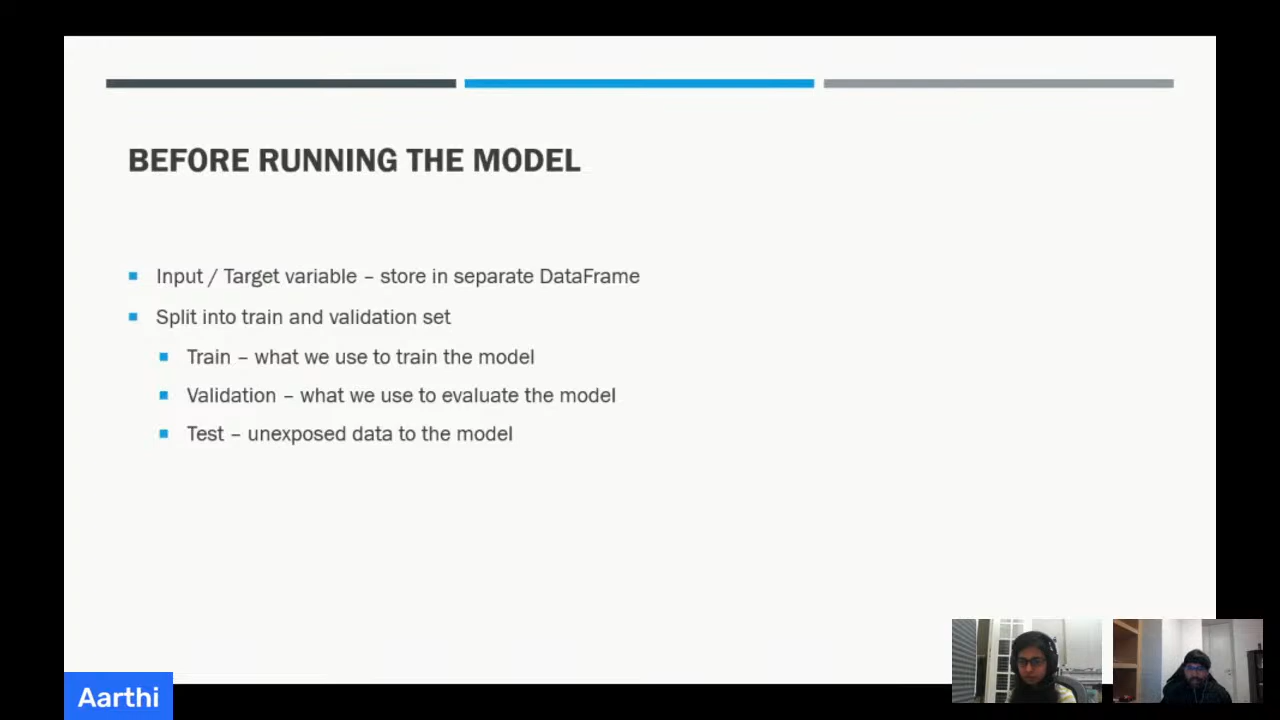 BEFORE RUNNING THE MODEL
Input / Target variable – store in separate DataFrame
Split into train and validation set
Train – what we use to train the model
Validation – what we use to evaluate the model
Test – unexposed data to the model
Aarthi